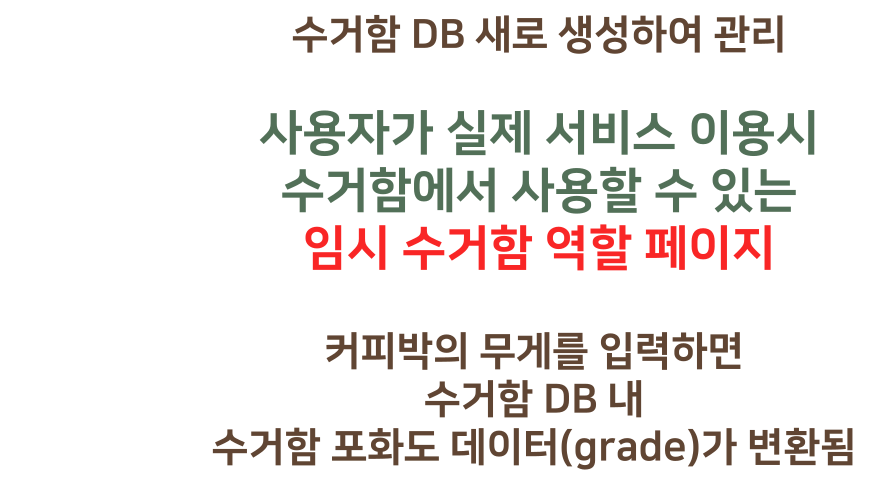 수거함 DB 새로 생성하여 관리
사용자가 실제 서비스 이용시
수거함에서 사용할 수 있는
임시 수거함 역할 페이지
커피박의 무게를 입력하면
수거함 DB 내
수거함 포화도 데이터(grade)가 변환됨